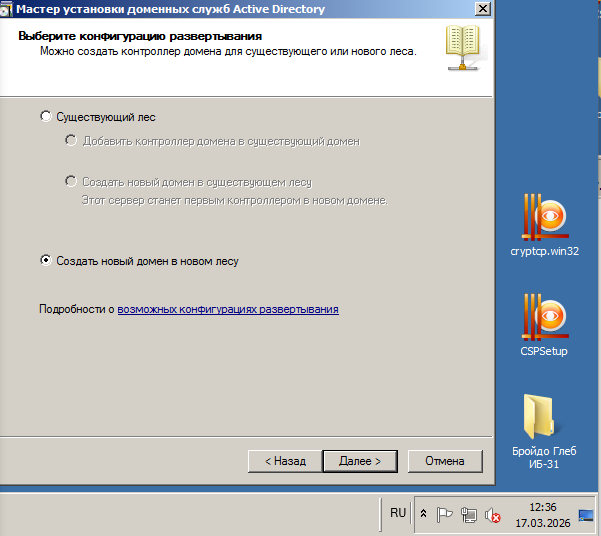 Мастер установки доменных служб Active Directory
Выберите конфигурацию развертывания
Можно создать контроллер домена для существующего или нового леса.
Существующий лес
Добавить контроллер домена в существующий домен
Создать новый домен в существующем лесу
Этот сервер станет первым контроллером в новом домене.
Создать новый домен в новом лесу
Подробности о возможных конфигурациях развертывания
< Назад
Далее >
Отмена
cryptcp.win32
CSPSetup
Бройдо Глеб
ИБ-31
RU
12:36
17.03.2026